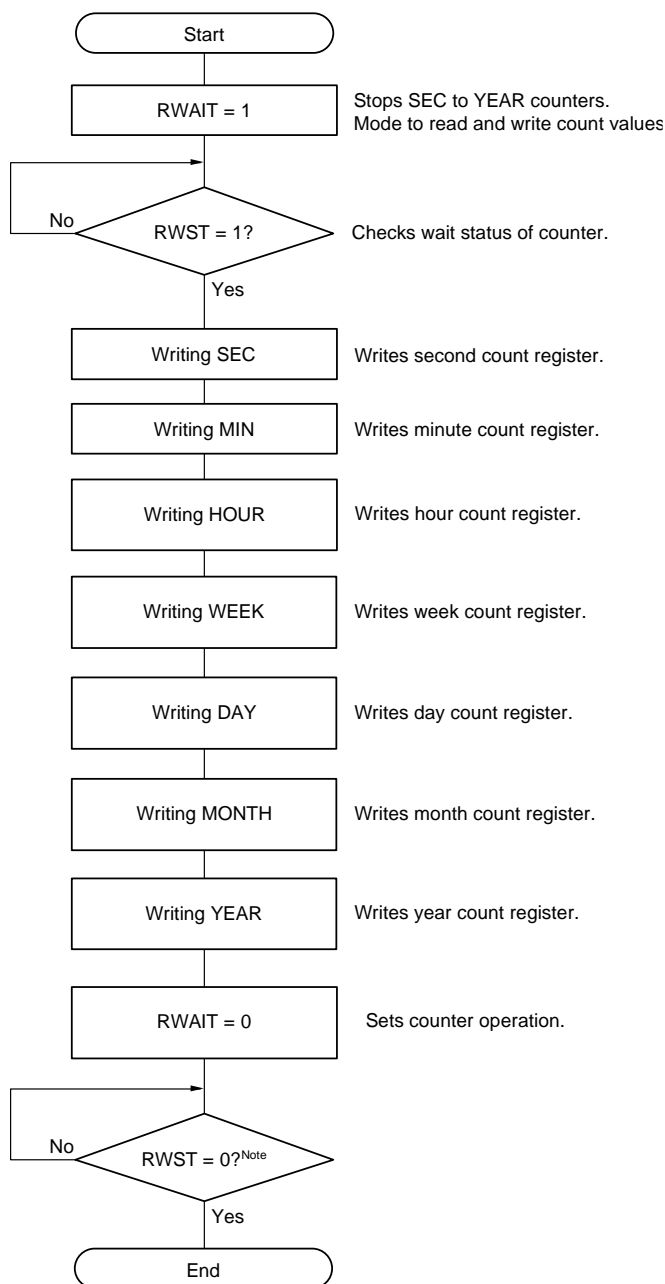 Start
RWAIT = 1
Stops SEC to YEAR counters.
Mode to read and write count values
No
RWST = 1?
Checks wait status of counter.
Yes
Writing SEC
Writes second count register.
Writing MIN
Writes minute count register.
Writing HOUR
Writes hour count register.
Writing WEEK
Writes week count register.
Writing DAY
Writes day count register.
Writing MONTH
Writes month count register.
Writing YEAR
Writes year count register.
RWAIT = 0
Sets counter operation.
No
RWST = 0?Note
Yes
End